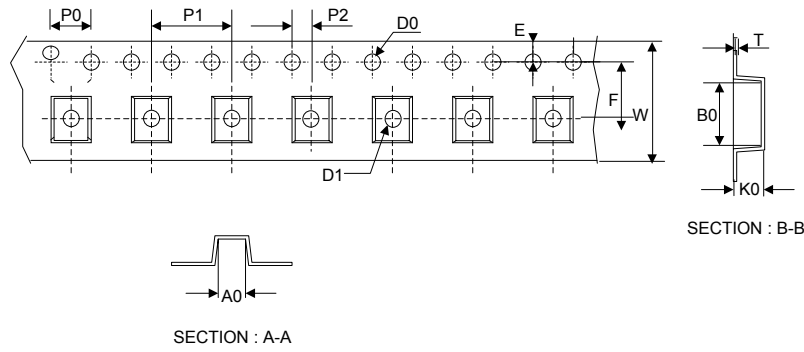 P0
P1
P2
D0
E
T
F
W
B0
D1
K0
SECTION : B-B
A0
SECTION : A-A